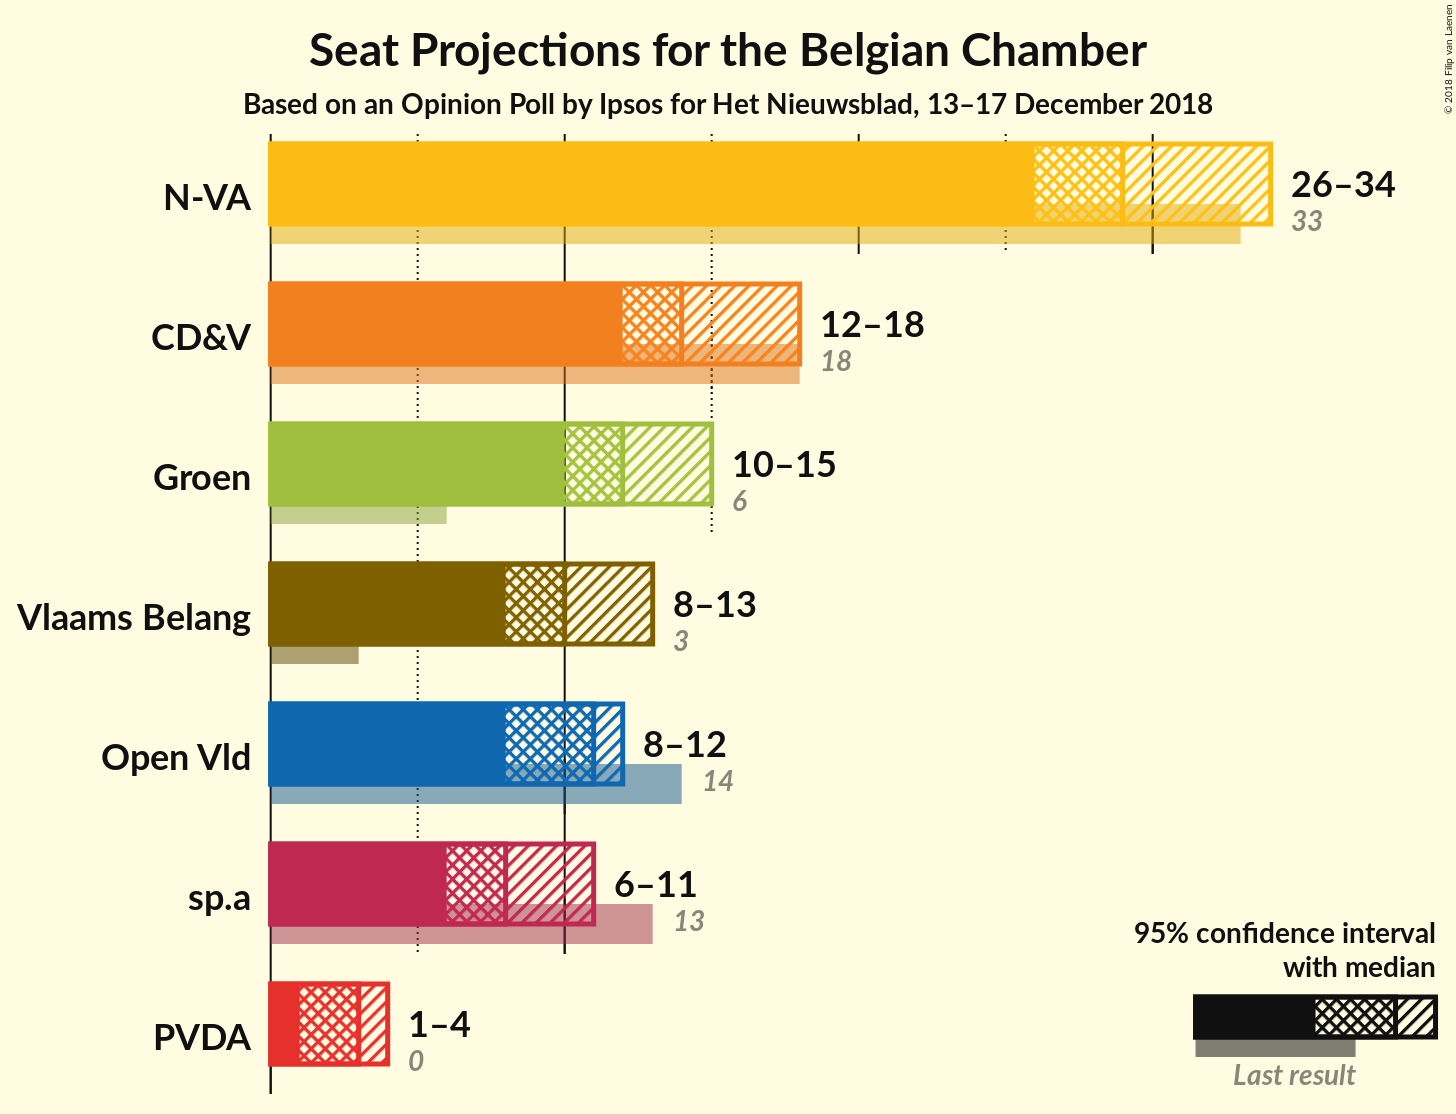 Seat Projections for the Belgian Chamber
Based on an Opinion Poll by Ipsos for Het Nieuwsblad, 13–17 December 2018
© 2018 Filip van Laenen
N-VA
26–34
33
CD&V
12–18
18
Groen
10–15
6
Vlaams Belang
8–13
3
Open Vld
8–12
14
sp.a
6–11
13
PVDA
1–4
0
95% confidence interval
with median
Last result